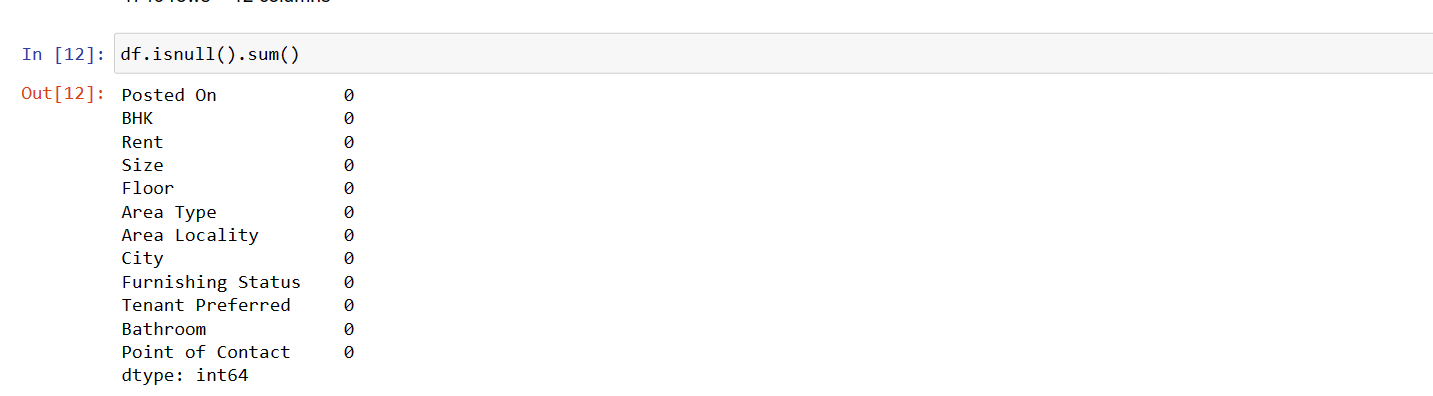 In [12]: df.isnull().sum()
Out[12]: Posted On 0
BHK 0
Rent 0
Size 0
Floor 0
Area Type 0
Area Locality 0
City 0
Furnishing Status 0
Tenant Preferred 0
Bathroom 0
Point of Contact 0
dtype: int64